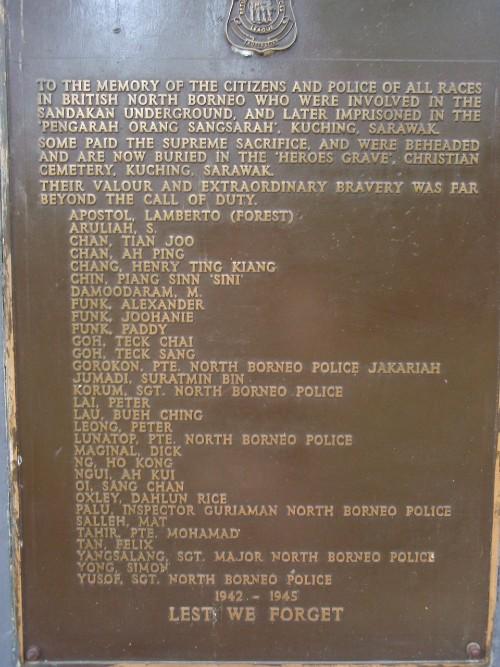 TO THE MEMORY OF THE CITIZENS AND POLICE OF ALL RACES
IN BRITISH NORTH BORNEO WHO WERE INVOLVED IN THE
SANDAKAN UNDERGROUND, AND LATER IMPRISONED IN THE
'PENGARAH ORANG SANGSARAH', KUCHING, SARAWAK.
SOME PAID THE SUPREME SACRIFICE, AND WERE BEHEADED
AND ARE NOW BURIED IN THE 'HEROES GRAVE', CHRISTIAN
CEMETERY, KUCHING, SARAWAK.
THEIR VALOUR AND EXTRAORDINARY BRAVERY WAS FAR
BEYOND THE CALL OF DUTY.
APOSTOL, LAMBERTO (FOREST)
ARULIAH, S.
CHAN, TIAN JOO
CHAN, AH PING
CHANG, HENRY TING KIANG
CHIN, PIANG SINN 'SINI'
DAMOODARAM, M.
FUNK, ALEXANDER
FUNK, JOOHANIE
FUNK, PADDY
GOH, TECK CHAI
GOH, TECK SANG
GOROKON, PTE. NORTH BORNEO POLICE JAKARIAH
JUMADI, SURATMIN BIN
KORUM, SGT. NORTH BORNEO POLICE
LAI, PETER
LAU, BUEH CHING
LEONG, PETER
LUNATOP, PTE. NORTH BORNEO POLICE
MAGINAL, DICK
NG, HO KONG
NGUI, AH KUI
OI, SANG CHAN
OXLEY, DAHLUN RICE
PALU, INSPECTOR GURIAMAN NORTH BORNEO POLICE
SALLEH, MAT
TAHIR, PTE. MOHAMAD
TAN, FELIX
YANGSALANG, SGT. MAJOR NORTH BORNEO POLICE
YONG, SIMON
YUSOF, SGT. NORTH BORNEO POLICE
1942 - 1945
LEST WE FORGET